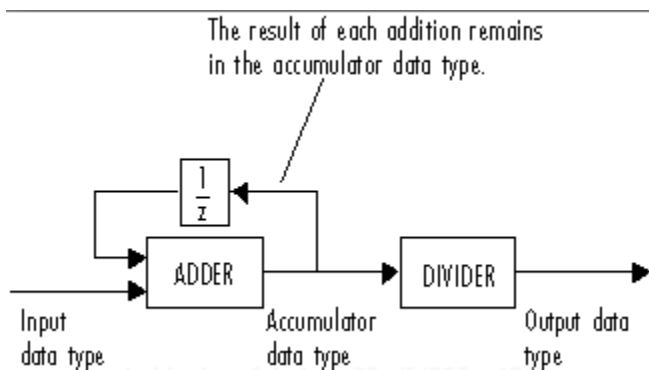 The result of each addition remains
in the accumulator data type.
1
z
ADDER
DIVIDER
Input
data type
Accumulator
data type
Output data
type